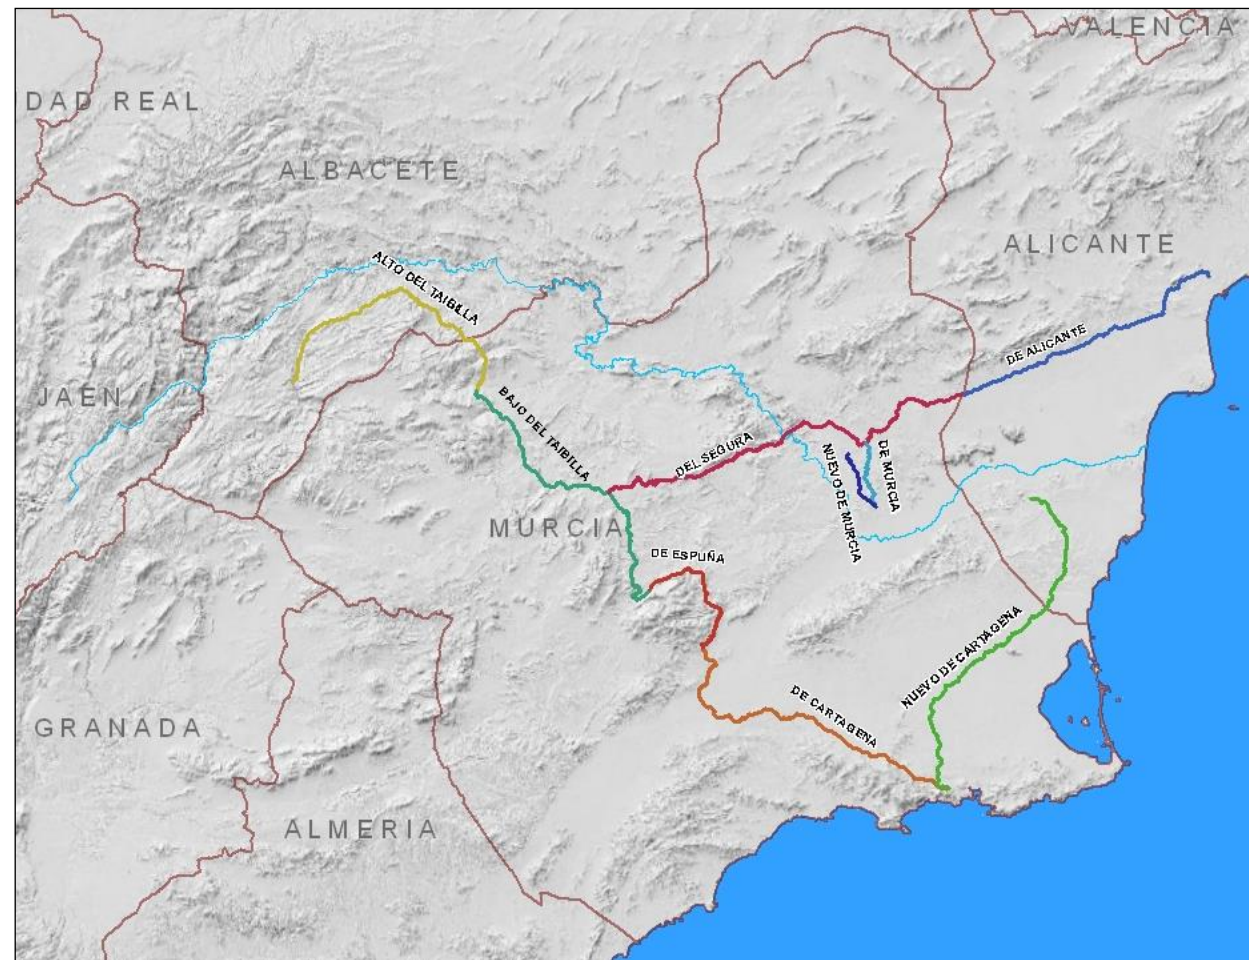 VALENCIA
DAD REAL
ALBACETE
ALICANTE
ALTO DEL TAIBILLA
DE ALICANTE
JAEN
BAJO DEL TAIBILLA
DEL SEGURA
DE MURCIA
NUEVO DE MURCIA
MURCIA
DE ESPUÑA
NUEVO DE CARTAGENA
DE CARTAGENA
GRANADA
ALMERIA